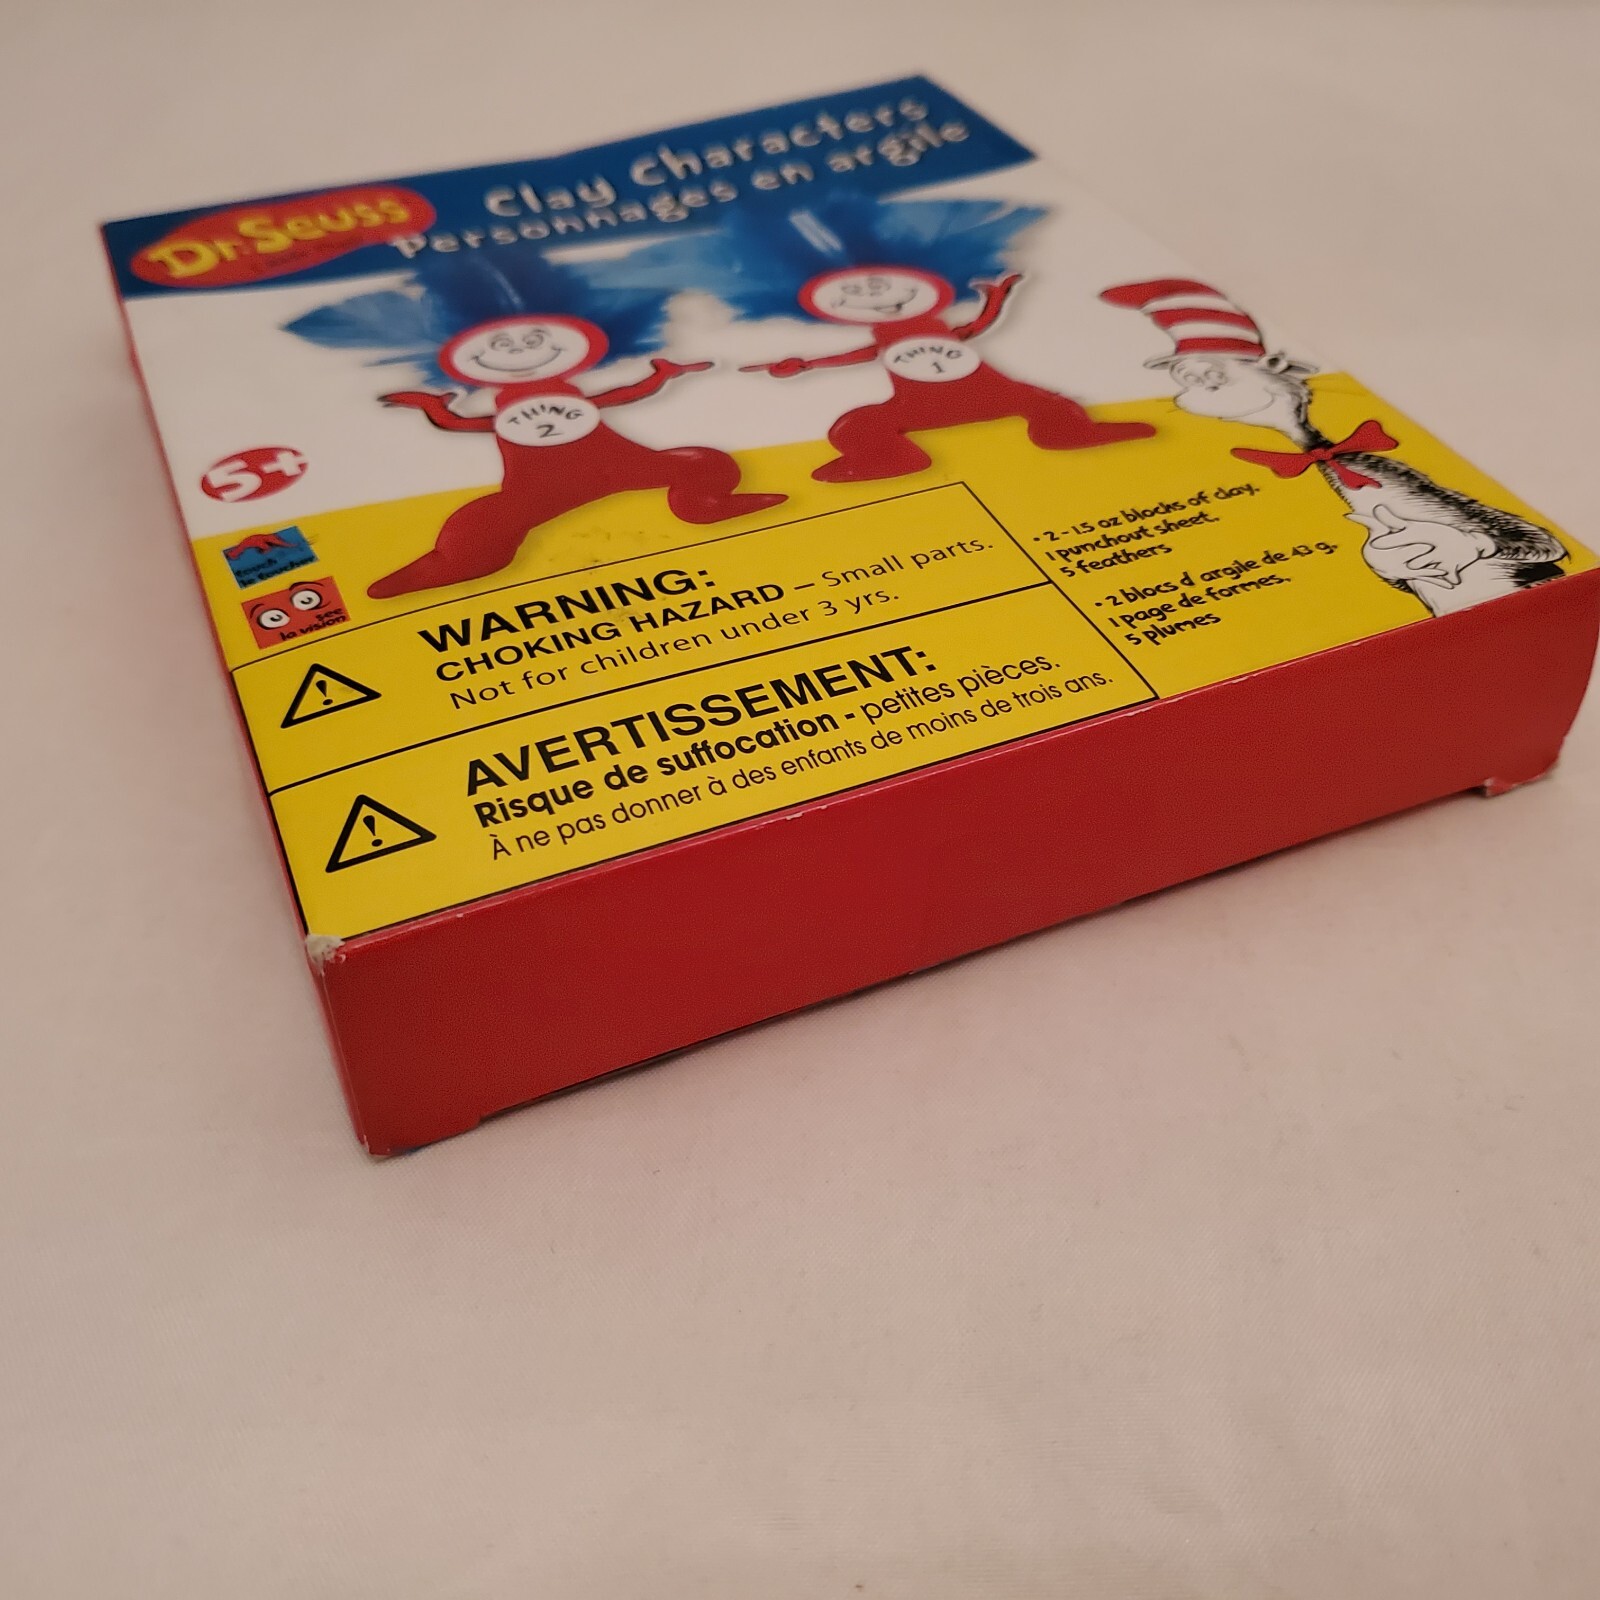 Dr. Seuss
Clay Characters
Personnages en argile
THING
2
THING
1
5+
touch
le toucher
see
la vision
WARNING:
CHOKING HAZARD – Small parts.
Not for children under 3 yrs.
AVERTISSEMENT:
Risque de suffocation - petites pièces.
À ne pas donner à des enfants de moins de trois ans.
• 2 - 1.5 oz blocks of clay.
1 punchout sheet.
5 feathers
• 2 blocs d argile de 43 g.
1 page de formes.
5 plumes